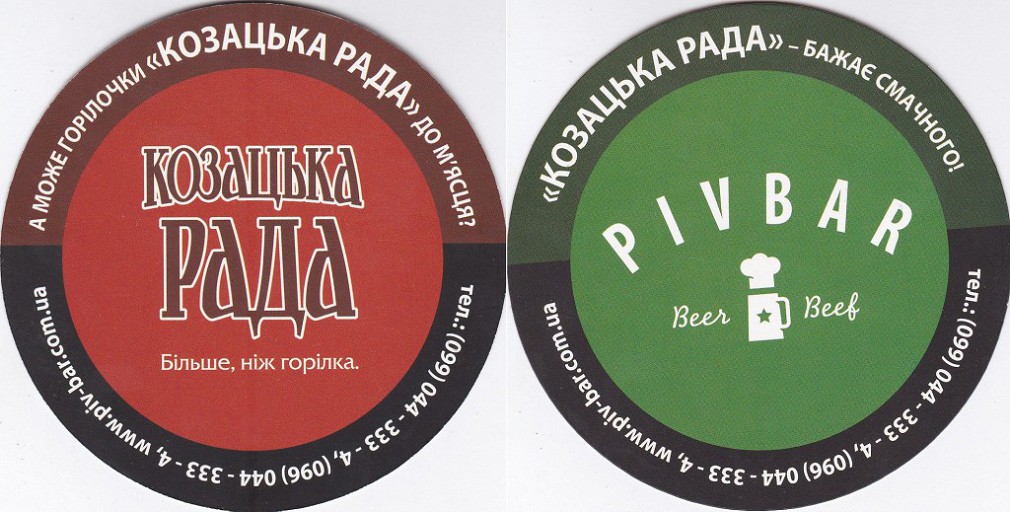 А МОЖЕ ГОРІЛОЧКИ «КОЗАЦЬКА РАДА» ДО М'ЯСЦЯ?
КОЗАЦЬКА
РАДА
Більше, ніж горілка.
тел.: (099) 044 - 333 - 4, (096) 044 - 333 - 4, www.piv-bar.com.ua
«КОЗАЦЬКА РАДА» – БАЖАЄ СМАЧНОГО!
PIVBAR
Beer Beef
тел.: (099) 044 - 333 - 4, (096) 044 - 333 - 4, www.piv-bar.com.ua